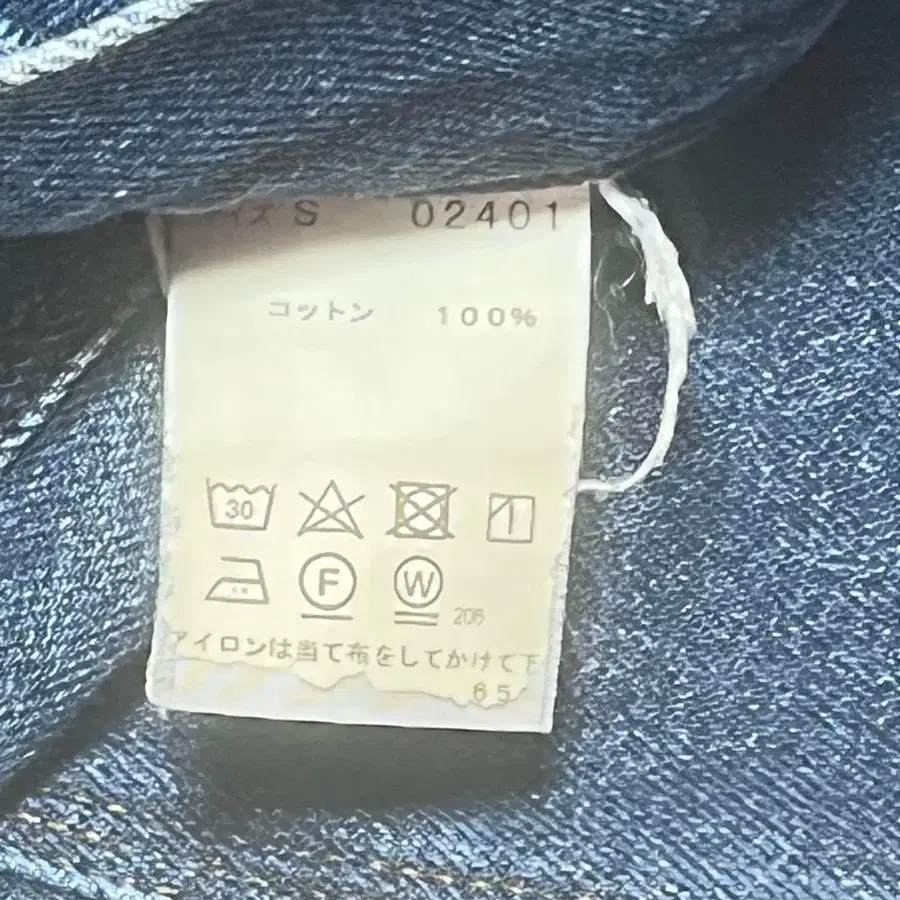 イズ S 02401
コットン 100%
30
F W 206
アイロンは当て布をしてかけて下
65